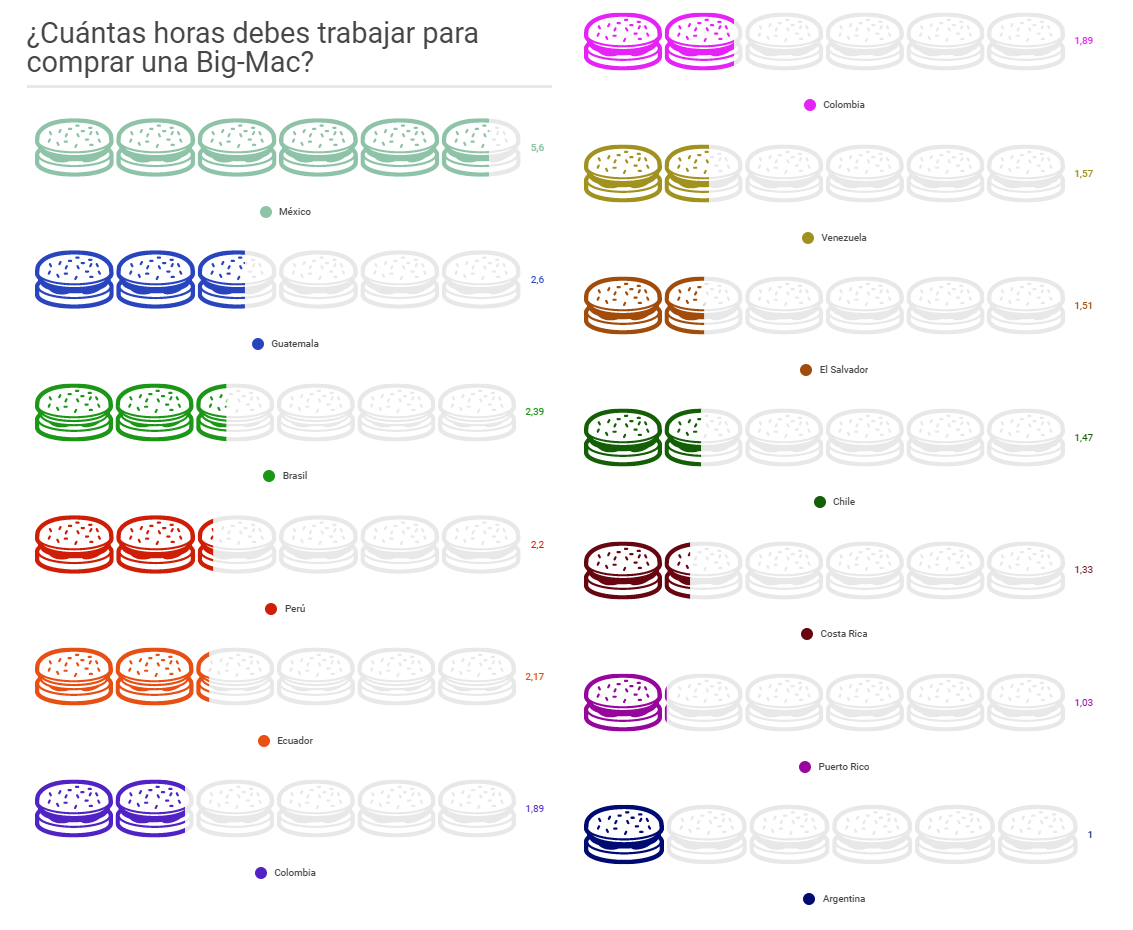 ¿Cuántas horas debes trabajar para
comprar una Big-Mac?
5,6
México
2,6
Guatemala
2,39
Brasil
2,2
Perú
2,17
Ecuador
1,89
Colombia
1,89
Colombia
1,57
Venezuela
1,51
El Salvador
1,47
Chile
1,33
Costa Rica
1,03
Puerto Rico
1
Argentina